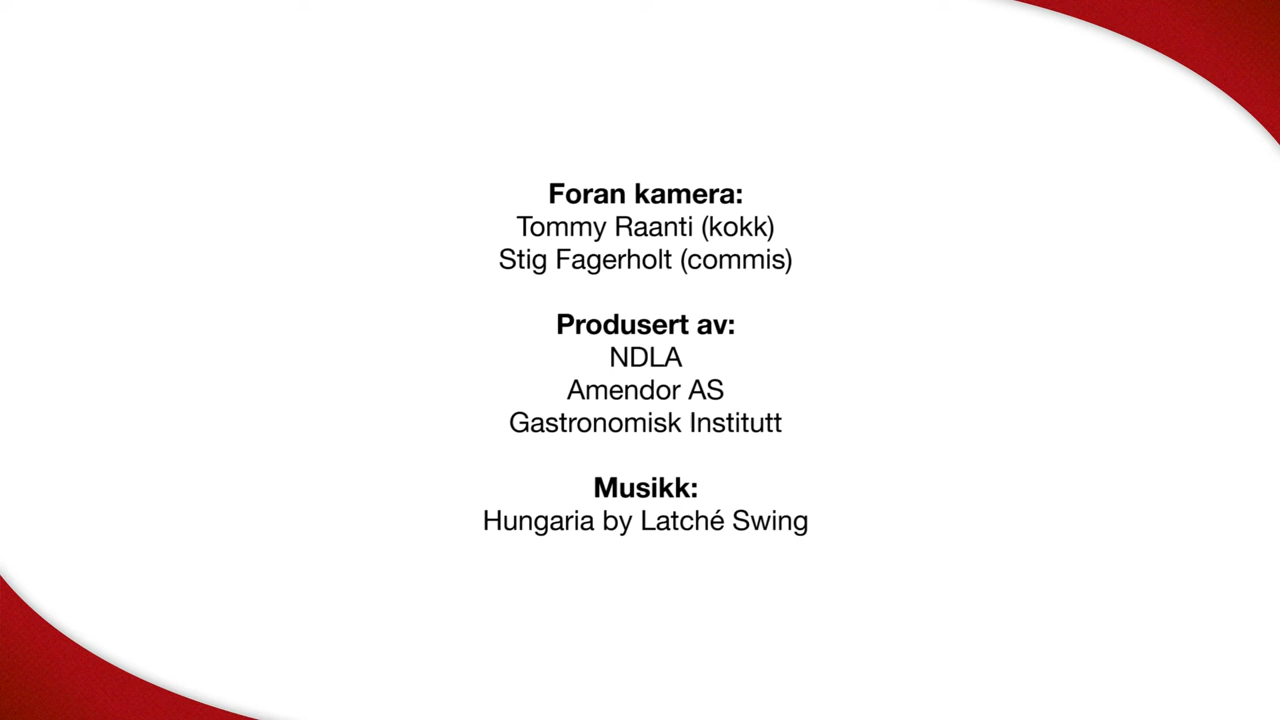 Foran kamera:
Tommy Raanti (kokk)
Stig Fagerholt (commis)
Produsert av:
NDLA
Amendor AS
Gastronomisk Institutt
Musikk:
Hungaria by Latché Swing